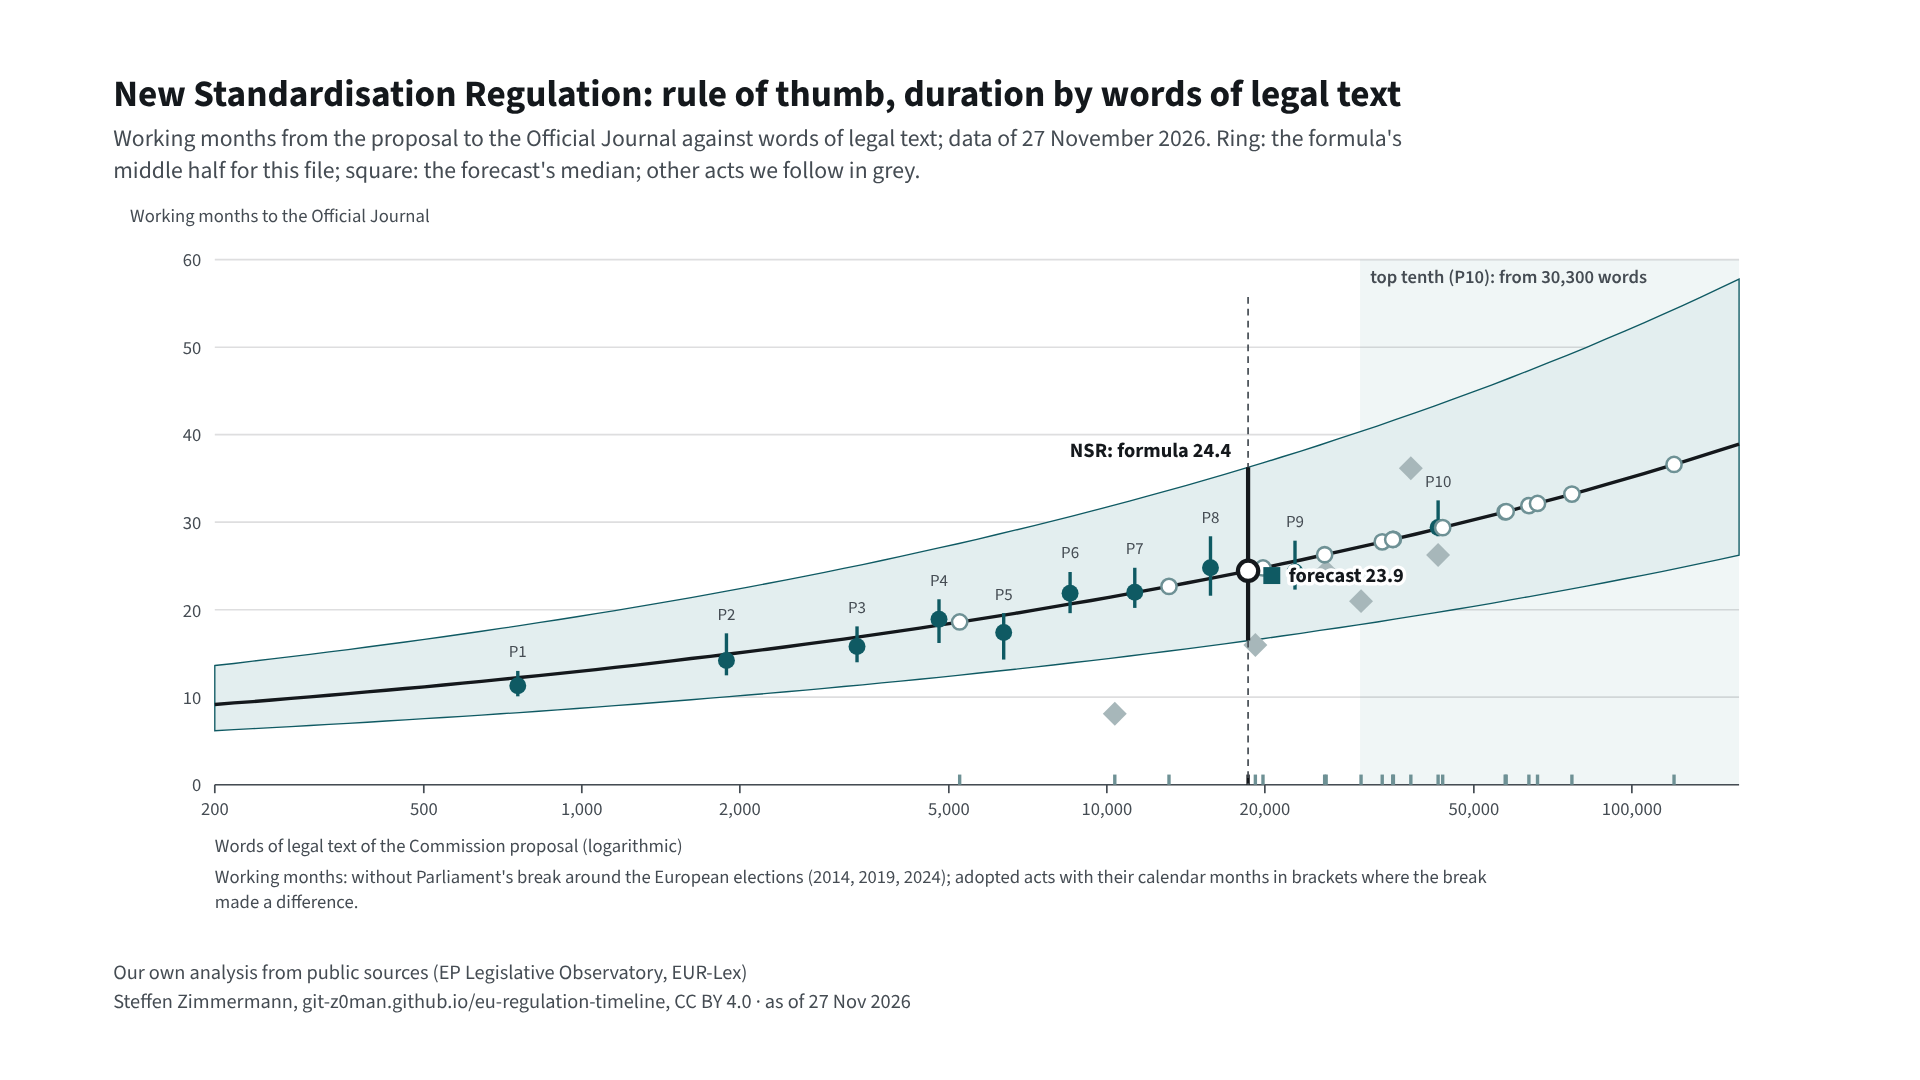 New Standardisation Regulation: rule of thumb, duration by words of legal text
Working months from the proposal to the Official Journal against words of legal text; data of 27 November 2026. Ring: the formula's
middle half for this file; square: the forecast's median; other acts we follow in grey.
Working months to the Official Journal
60
top tenth (P10): from 30,300 words
50
40
NSR: formula 24.4
P10
P8
P9
30
P7
P6
forecast 23.9
P4
P5
P3
20
P2
P1
10
0
200
500
1,000
2,000
5,000
10,000
20,000
50,000
100,000
Words of legal text of the Commission proposal (logarithmic)
Working months: without Parliament's break around the European elections (2014, 2019, 2024); adopted acts with their calendar months in brackets where the break
made a difference.
Our own analysis from public sources (EP Legislative Observatory, EUR-Lex)
Steffen Zimmermann, git-z0man.github.io/eu-regulation-timeline, CC BY 4.0 · as of 27 Nov 2026